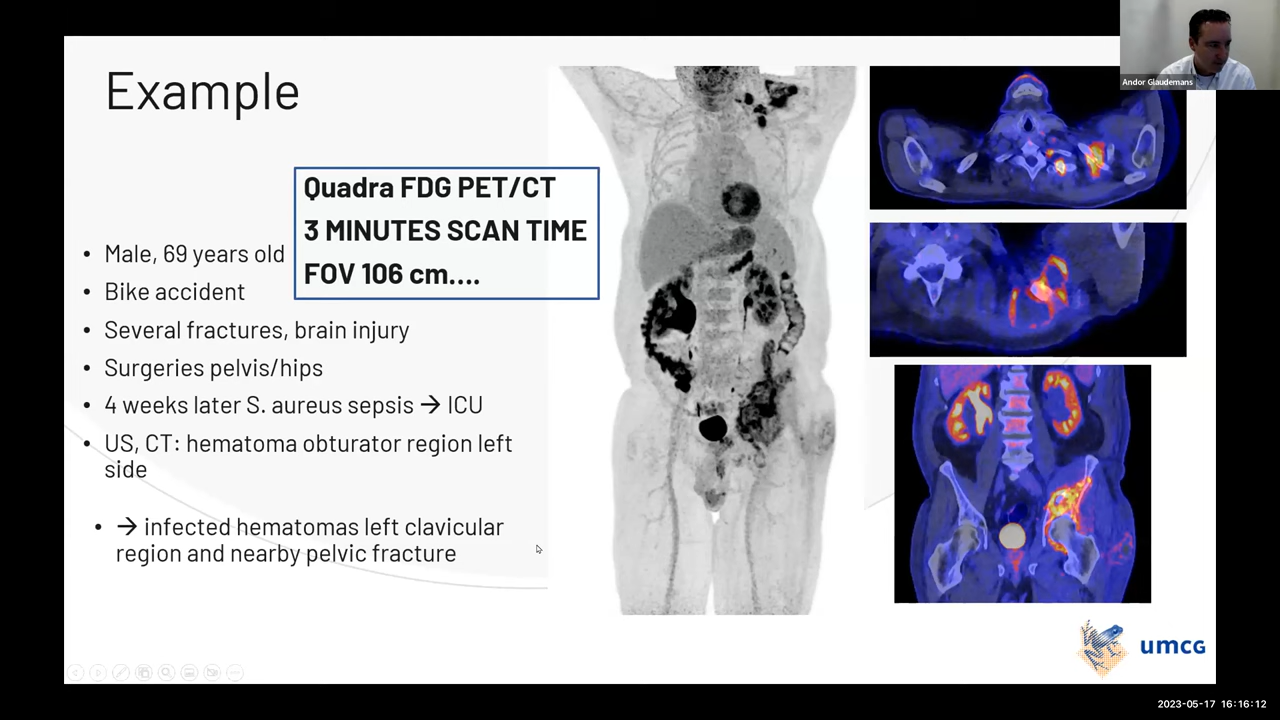 Andor Glaudemans
Example
Quadra FDG PET/CT
3 MINUTES SCAN TIME
FOV 106 cm....
• Male, 69 years old
• Bike accident
• Several fractures, brain injury
• Surgeries pelvis/hips
• 4 weeks later S. aureus sepsis → ICU
• US, CT: hematoma obturator region left
side
• → infected hematomas left clavicular
region and nearby pelvic fracture
umcg
2023-05-17 16:16:12